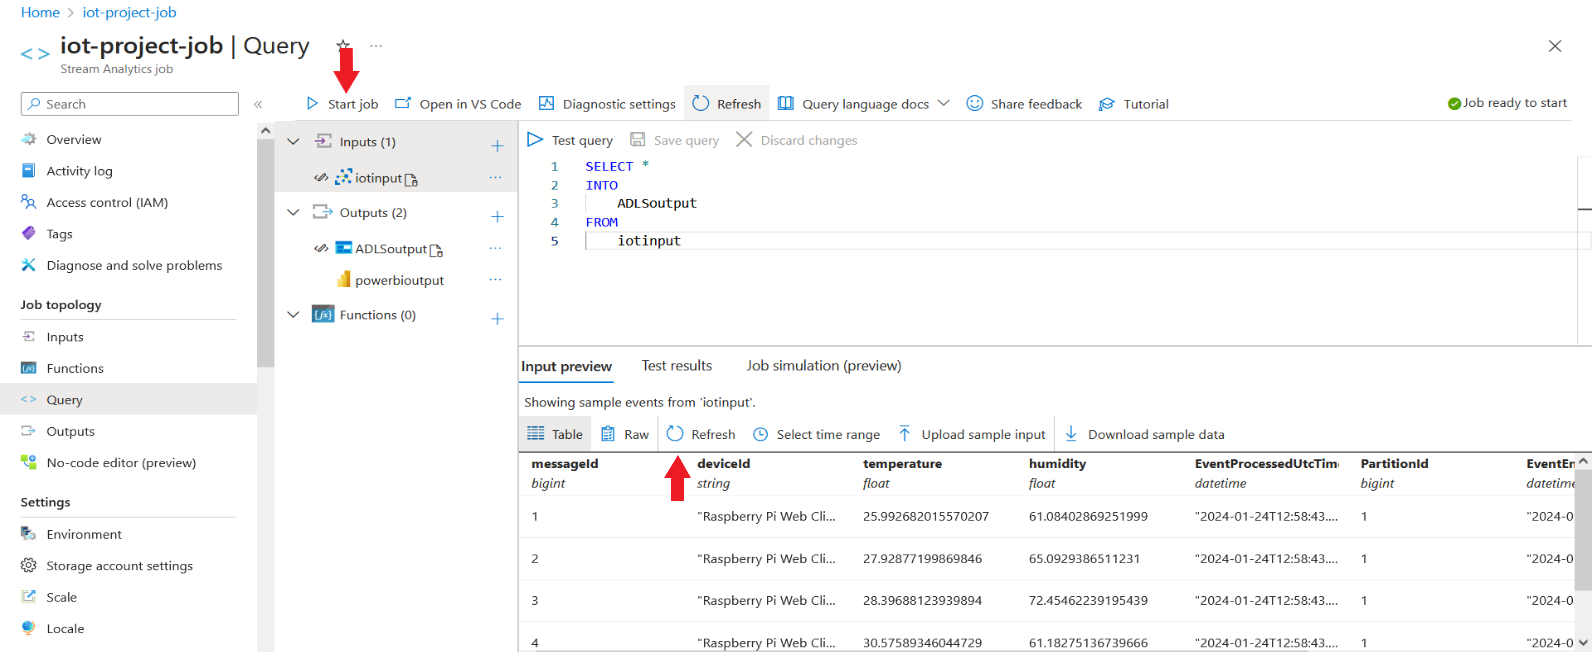 Home > iot-project-job
iot-project-job | Query
Stream Analytics job
Search
Overview
Activity log
Access control (IAM)
Tags
Diagnose and solve problems
Job topology
Inputs
Functions
Query
Outputs
No-code editor (preview)
Settings
Environment
Storage account settings
Scale
Locale
Start job Open in VS Code Diagnostic settings Refresh Query language docs Share feedback Tutorial Job ready to start
Inputs (1)
iotinput
Outputs (2)
ADLSoutput
powerbioutput
Functions (0)
Test query Save query Discard changes
1 SELECT *
2 INTO
3 ADLSoutput
4 FROM
5 iotinput
Input preview Test results Job simulation (preview)
Showing sample events from 'iotinput'.
Table Raw Refresh Select time range Upload sample input Download sample data
messageId deviceId temperature humidity EventProcessedUtcTim PartitionId EventEn
bigint string float float datetime bigint datetime
1 "Raspberry Pi Web Cli... 25.992682015570207 61.08402869251999 "2024-01-24T12:58:43.... 1 "2024-0
2 "Raspberry Pi Web Cli... 27.92877199869846 65.0929386511231 "2024-01-24T12:58:43.... 1 "2024-0
3 "Raspberry Pi Web Cli... 28.39688123939894 72.45462239195439 "2024-01-24T12:58:43.... 1 "2024-0
4 "Raspberry Pi Web Cli... 30.57589346044729 61.18275136739666 "2024-01-24T12:58:43.... 1 "2024-0